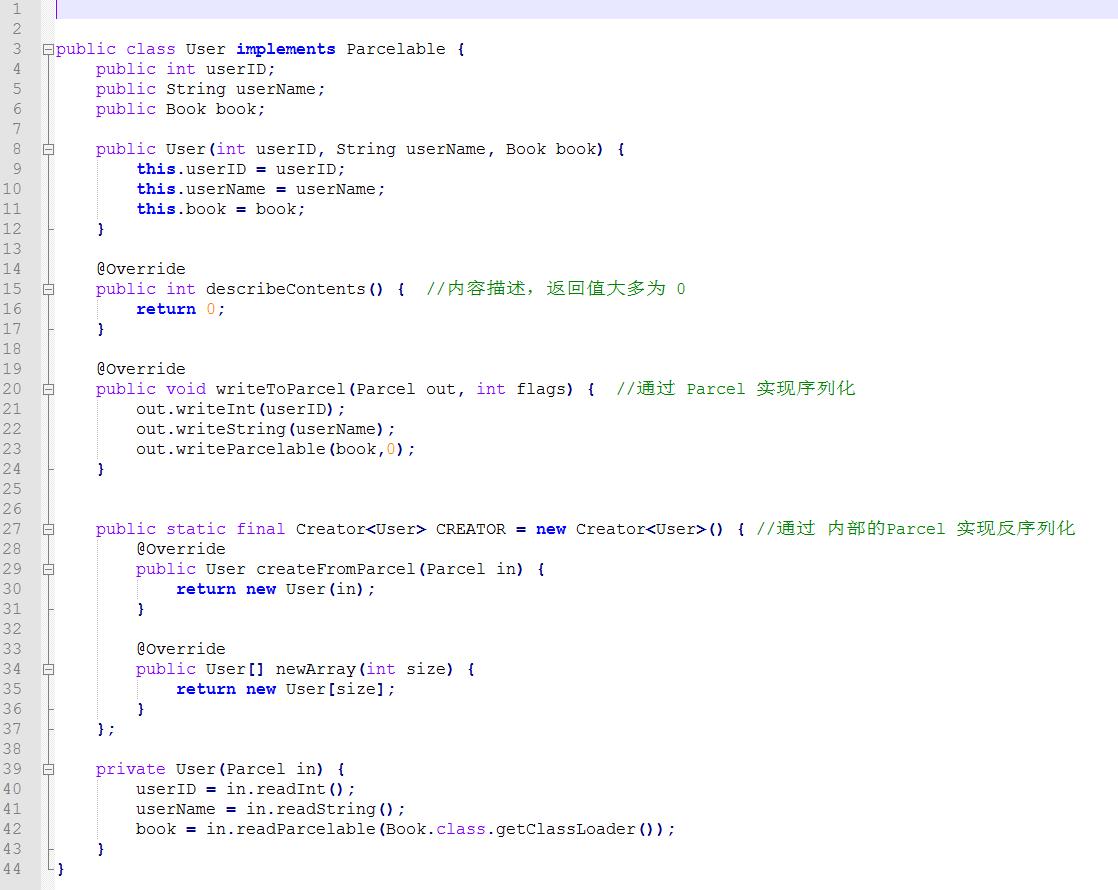 1
2
3 public class User implements Parcelable {
4     public int userID;
5     public String userName;
6     public Book book;
7
8     public User(int userID, String userName, Book book) {
9         this.userID = userID;
10         this.userName = userName;
11         this.book = book;
12     }
13
14     @Override
15     public int describeContents() {  //内容描述，返回值大多为 0
16         return 0;
17     }
18
19     @Override
20     public void writeToParcel(Parcel out, int flags) {  //通过 Parcel 实现序列化
21         out.writeInt(userID);
22         out.writeString(userName);
23         out.writeParcelable(book,0);
24     }
25
26
27     public static final Creator<User> CREATOR = new Creator<User>() { //通过 内部的Parcel 实现反序列化
28         @Override
29         public User createFromParcel(Parcel in) {
30             return new User(in);
31         }
32
33         @Override
34         public User[] newArray(int size) {
35             return new User[size];
36         }
37     };
38
39     private User(Parcel in) {
40         userID = in.readInt();
41         userName = in.readString();
42         book = in.readParcelable(Book.class.getClassLoader());
43     }
44 }